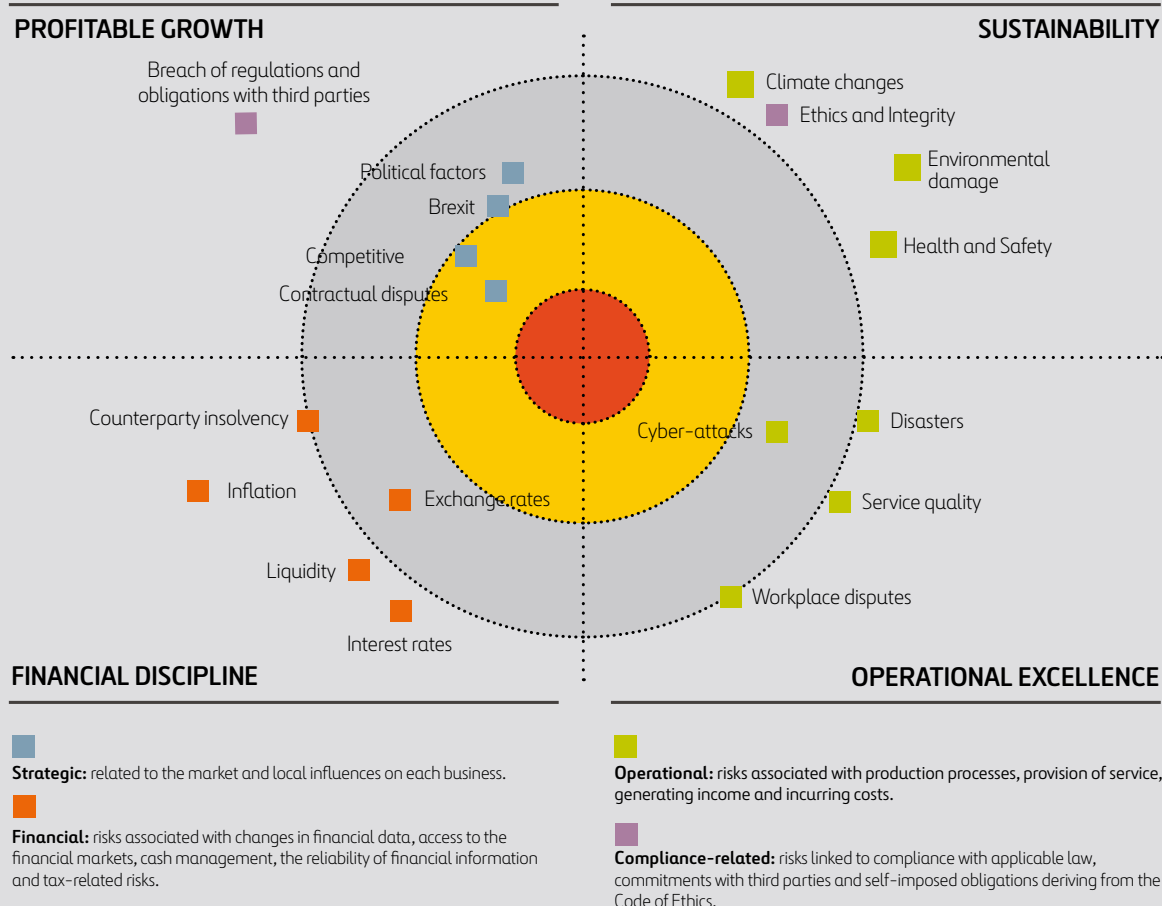 PROFITABLE GROWTH
SUSTAINABILITY
Breach of regulations and
obligations with third parties
Climate changes
Ethics and Integrity
Political factors
Environmental
damage
Brexit
Health and Safety
Competitive
Contractual disputes
Counterparty insolvency
Cyber-attacks
Disasters
Inflation
Exchange rates
Service quality
Liquidity
Workplace disputes
Interest rates
FINANCIAL DISCIPLINE
OPERATIONAL EXCELLENCE
Strategic: related to the market and local influences on each business.
Financial: risks associated with changes in financial data, access to the
financial markets, cash management, the reliability of financial information
and tax-related risks.
Operational: risks associated with production processes, provision of service,
generating income and incurring costs.
Compliance-related: risks linked to compliance with applicable law,
commitments with third parties and self-imposed obligations deriving from the
Code of Ethics.